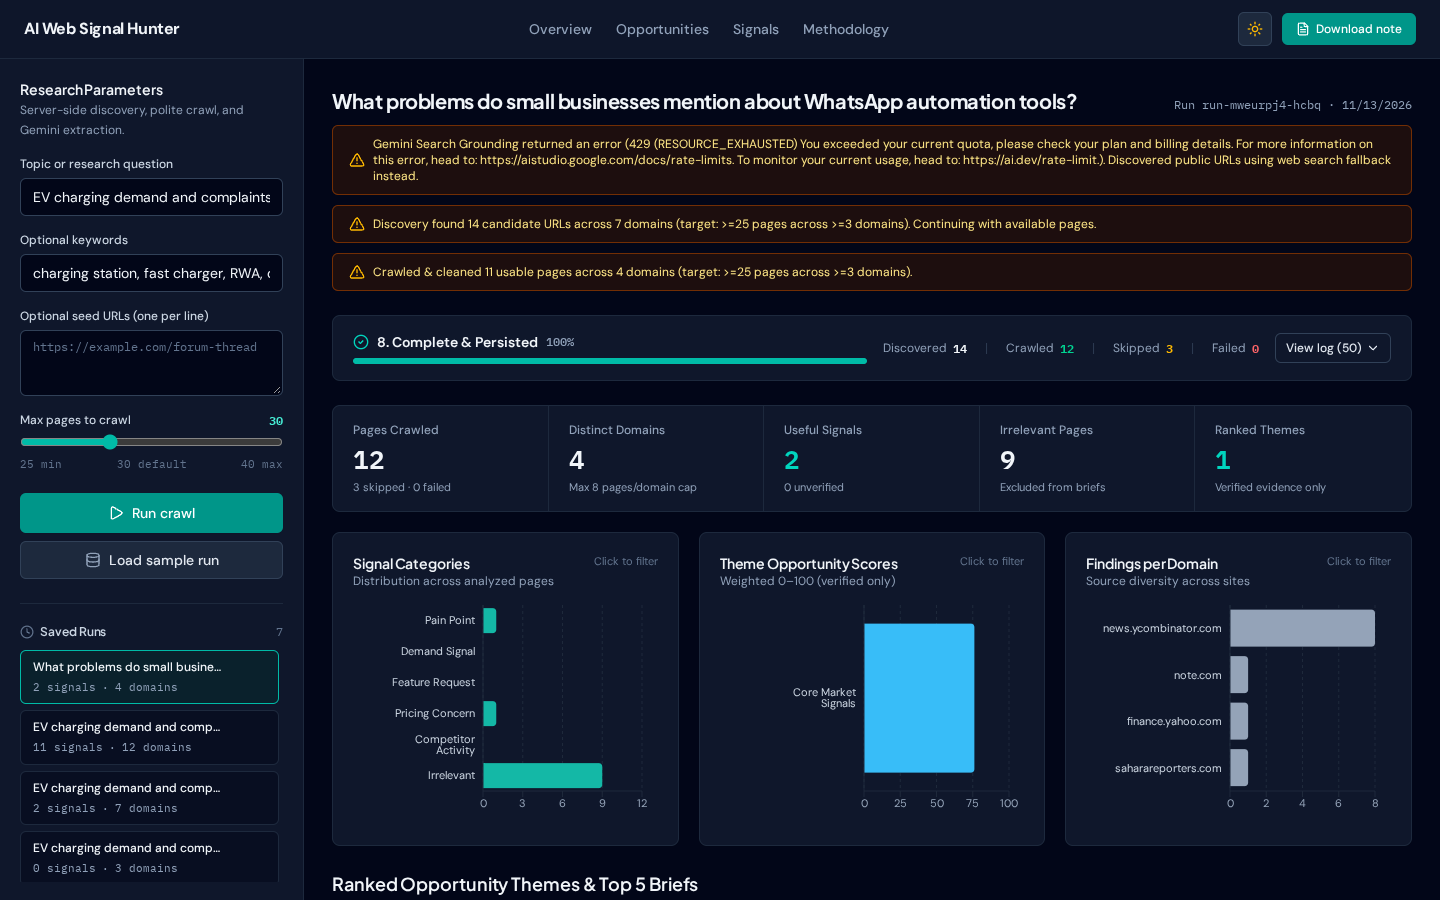 AI Web Signal Hunter
Overview
Opportunities
Signals
Methodology
Download note
Research Parameters
Server-side discovery, polite crawl, and
Gemini extraction.
Topic or research question
EV charging demand and complaints
Optional keywords
charging station, fast charger, RWA,
Optional seed URLs (one per line)
https://example.com/forum-thread
Max pages to crawl
30
25 min
30 default
40 max
Run crawl
Load sample run
Saved Runs
7
What problems do small busine…
2 signals · 4 domains
EV charging demand and comp…
11 signals · 12 domains
EV charging demand and comp…
2 signals · 7 domains
EV charging demand and comp…
0 signals · 3 domains
What problems do small businesses mention about WhatsApp automation tools?
Run run-mweurpj4-hcbq · 11/13/2026
Gemini Search Grounding returned an error (429 (RESOURCE_EXHAUSTED) You exceeded your current quota, please check your plan and billing details. For more information on
this error, head to: https://aistudio.google.com/docs/rate-limits. To monitor your current usage, head to: https://ai.dev/rate-limit.). Discovered public URLs using web search fallback
instead.
Discovery found 14 candidate URLs across 7 domains (target: >=25 pages across >=3 domains). Continuing with available pages.
Crawled & cleaned 11 usable pages across 4 domains (target: >=25 pages across >=3 domains).
8. Complete & Persisted 100%
Discovered 14
Crawled 12
Skipped 3
Failed 0
View log (50)
Pages Crawled
12
3 skipped · 0 failed
Distinct Domains
4
Max 8 pages/domain cap
Useful Signals
2
0 unverified
Irrelevant Pages
9
Excluded from briefs
Ranked Themes
1
Verified evidence only
Signal Categories
Click to filter
Distribution across analyzed pages
Pain Point
Demand Signal
Feature Request
Pricing Concern
Competitor
Activity
Irrelevant
0 3 6 9 12
Theme Opportunity Scores
Click to filter
Weighted 0–100 (verified only)
Core Market
Signals
0 25 50 75 100
Findings per Domain
Click to filter
Source diversity across sites
news.ycombinator.com
note.com
finance.yahoo.com
saharareporters.com
0 2 4 6 8
Ranked Opportunity Themes & Top 5 Briefs